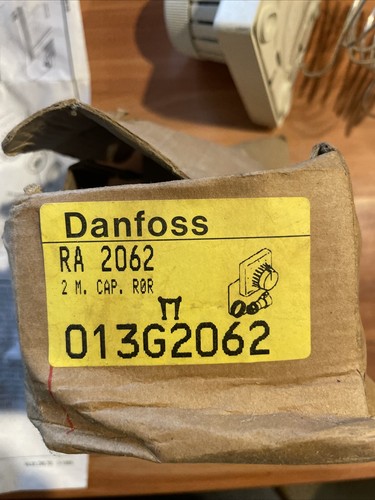 Danfoss
RA 2062
2 M. CAP. RØR
013G2062